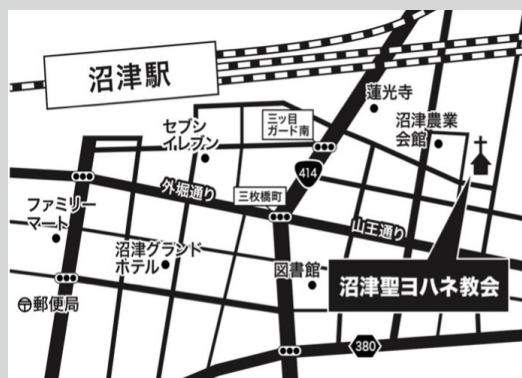 沼津駅
蓮光寺
三ッ目
ガード南
セブン
イレブン
沼津農業
会館
414
外堀通り
三枚橋町
ファミリー
マート
山王通り
沼津グランド
ホテル
図書館
沼津聖ヨハネ教会
〶郵便局
380